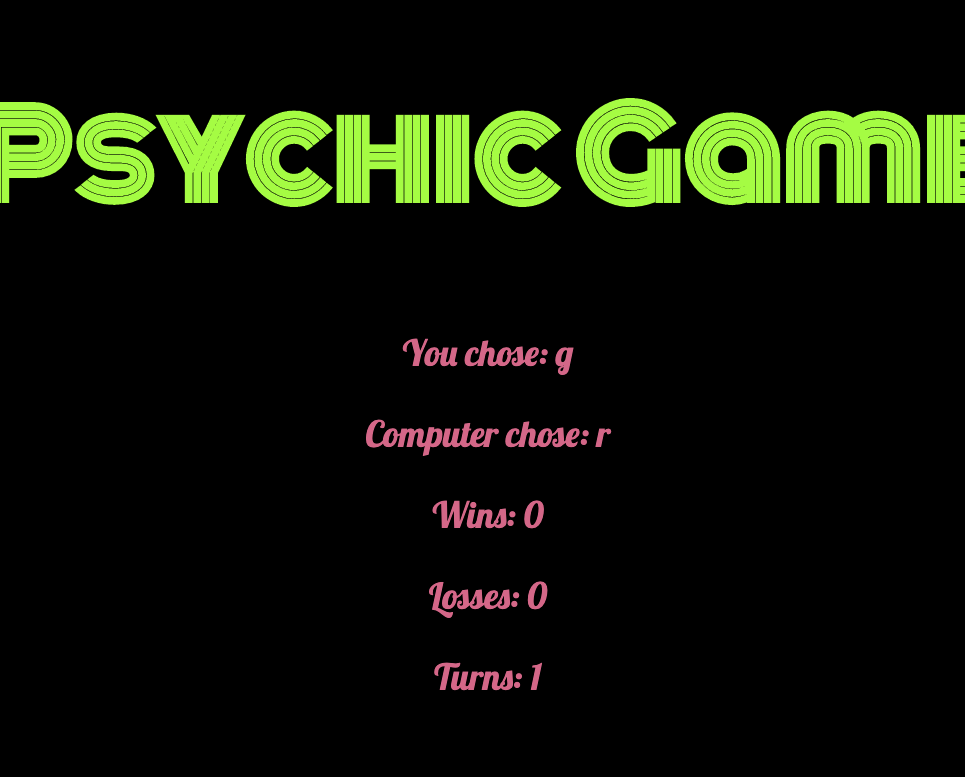 Psychic Game
You chose: g
Computer chose: r
Wins: 0
Losses: 0
Turns: 1